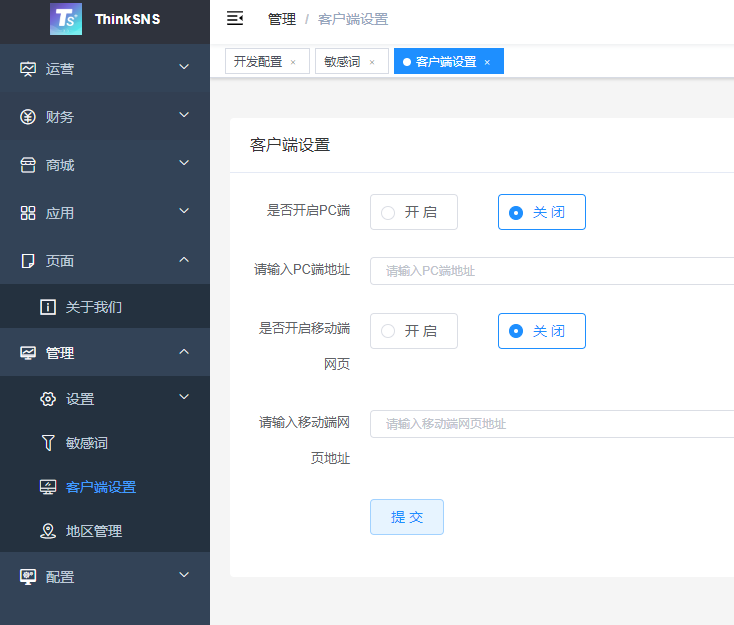 Ts ThinkSNS
管理 / 客户端设置
开发配置 ×
敏感词 ×
客户端设置 ×
运营
财务
商城
应用
页面
关于我们
管理
设置
敏感词
客户端设置
地区管理
配置
客户端设置
是否开启PC端
开 启
关 闭
请输入PC端地址
请输入PC端地址
是否开启移动端
网页
开 启
关 闭
请输入移动端网
页地址
请输入移动端网页地址
提 交